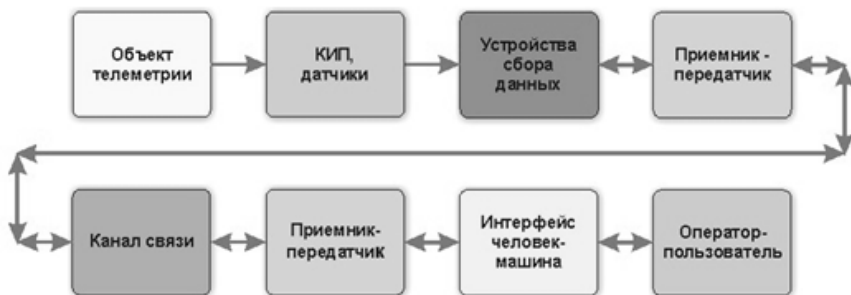 Объект
телеметрии
КИП,
датчики
Устройства
сбора
данных
Приемник -
передатчик
Канал связи
Приемник-
передатчик
Интерфейс
человек-
машина
Оператор-
пользователь